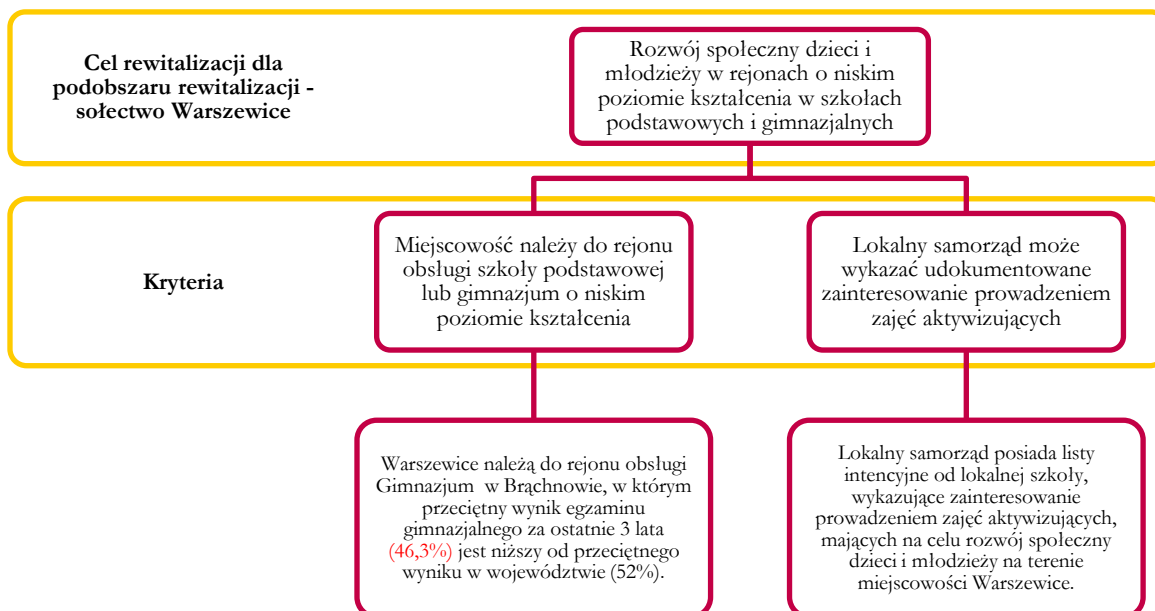 Cel rewitalizacji dla
podobszaru rewitalizacji -
sołectwo Warszewice
Rozwój społeczny dzieci i
młodzieży w rejonach o niskim
poziomie kształcenia w szkołach
podstawowych i gimnazjalnych
Kryteria
Miejscowość należy do rejonu
obsługi szkoły podstawowej
lub gimnazjum o niskim
poziomie kształcenia
Lokalny samorząd może
wykazać udokumentowane
zainteresowanie prowadzeniem
zajęć aktywizujących
Warszewice należą do rejonu obsługi
Gimnazjum w Brąchnowie, w którym
przeciętny wynik egzaminu
gimnazjalnego za ostatnie 3 lata
(46,3%) jest niższy od przeciętnego
wyniku w województwie (52%).
Lokalny samorząd posiada listy
intencyjne od lokalnej szkoły,
wykazujące zainteresowanie
prowadzeniem zajęć aktywizujących,
mających na celu rozwój społeczny
dzieci i młodzieży na terenie
miejscowości Warszewice.